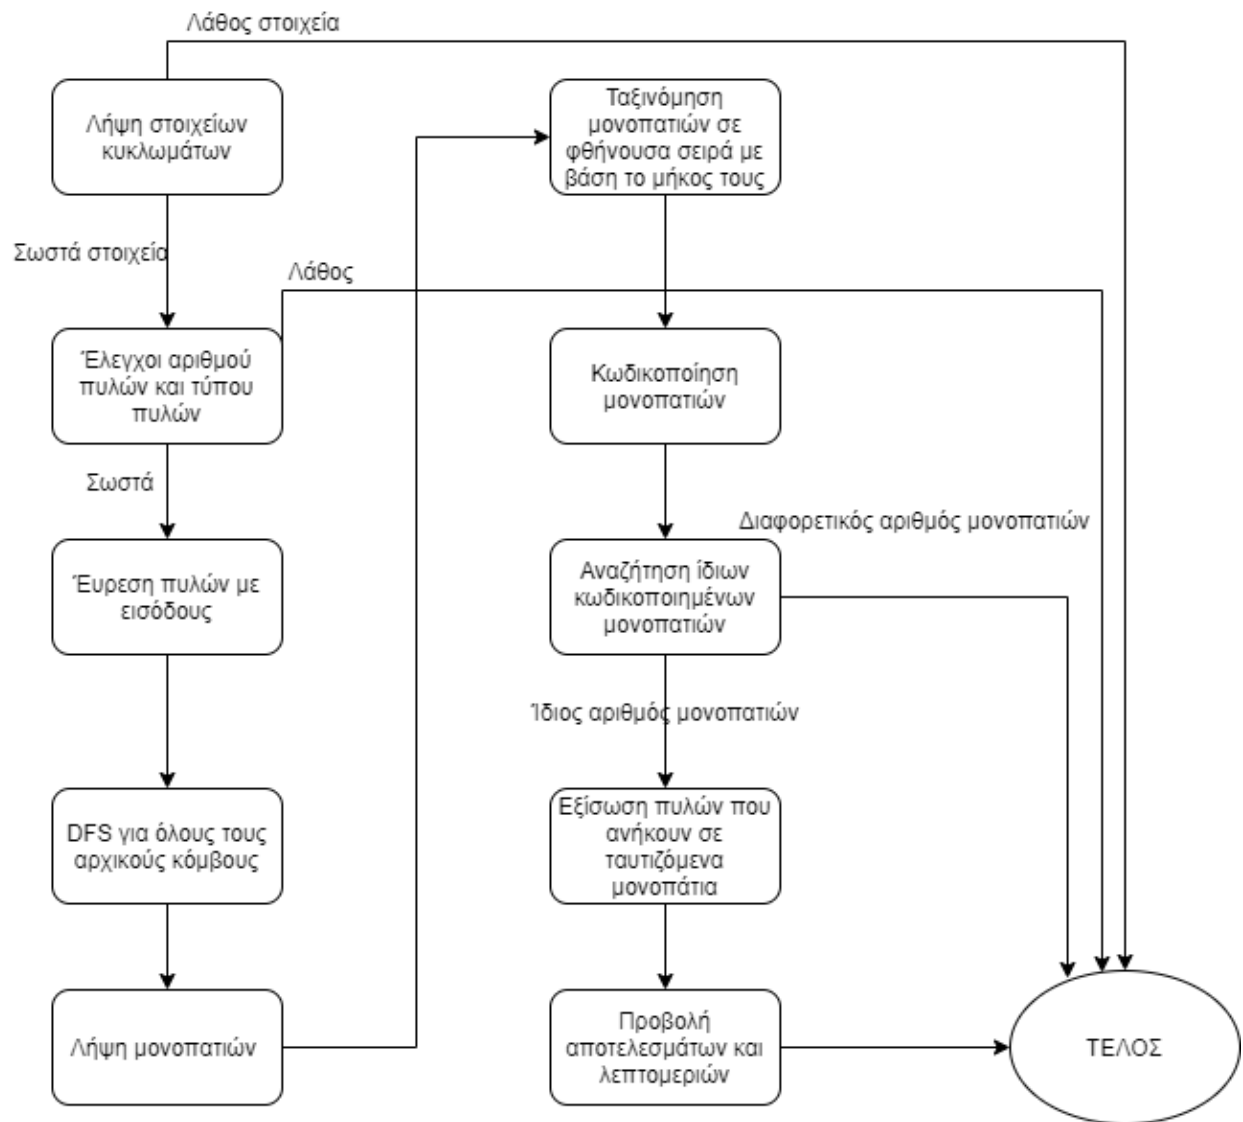 Λάθος στοιχεία
Λήψη στοιχείων
κυκλωμάτων
Σωστά στοιχεία
Λάθος
Έλεγχοι αριθμού
πυλών και τύπου
πυλών
Σωστά
Έυρεση πυλών με
εισόδους
DFS για όλους τους
αρχικούς κόμβους
Λήψη μονοπατιών
Ταξινόμηση
μονοπατιών σε
φθήνουσα σειρά με
βάση το μήκος τους
Κωδικοποίηση
μονοπατιών
Διαφορετικός αριθμός μονοπατιών
Αναζήτηση ίδιων
κωδικοποιημένων
μονοπατιών
Ίδιος αριθμός μονοπατιών
Εξίσωση πυλών που
ανήκουν σε
ταυτιζόμενα
μονοπάτια
Προβολή
αποτελεσμάτων και
λεπτομεριών
ΤΕΛΟΣ